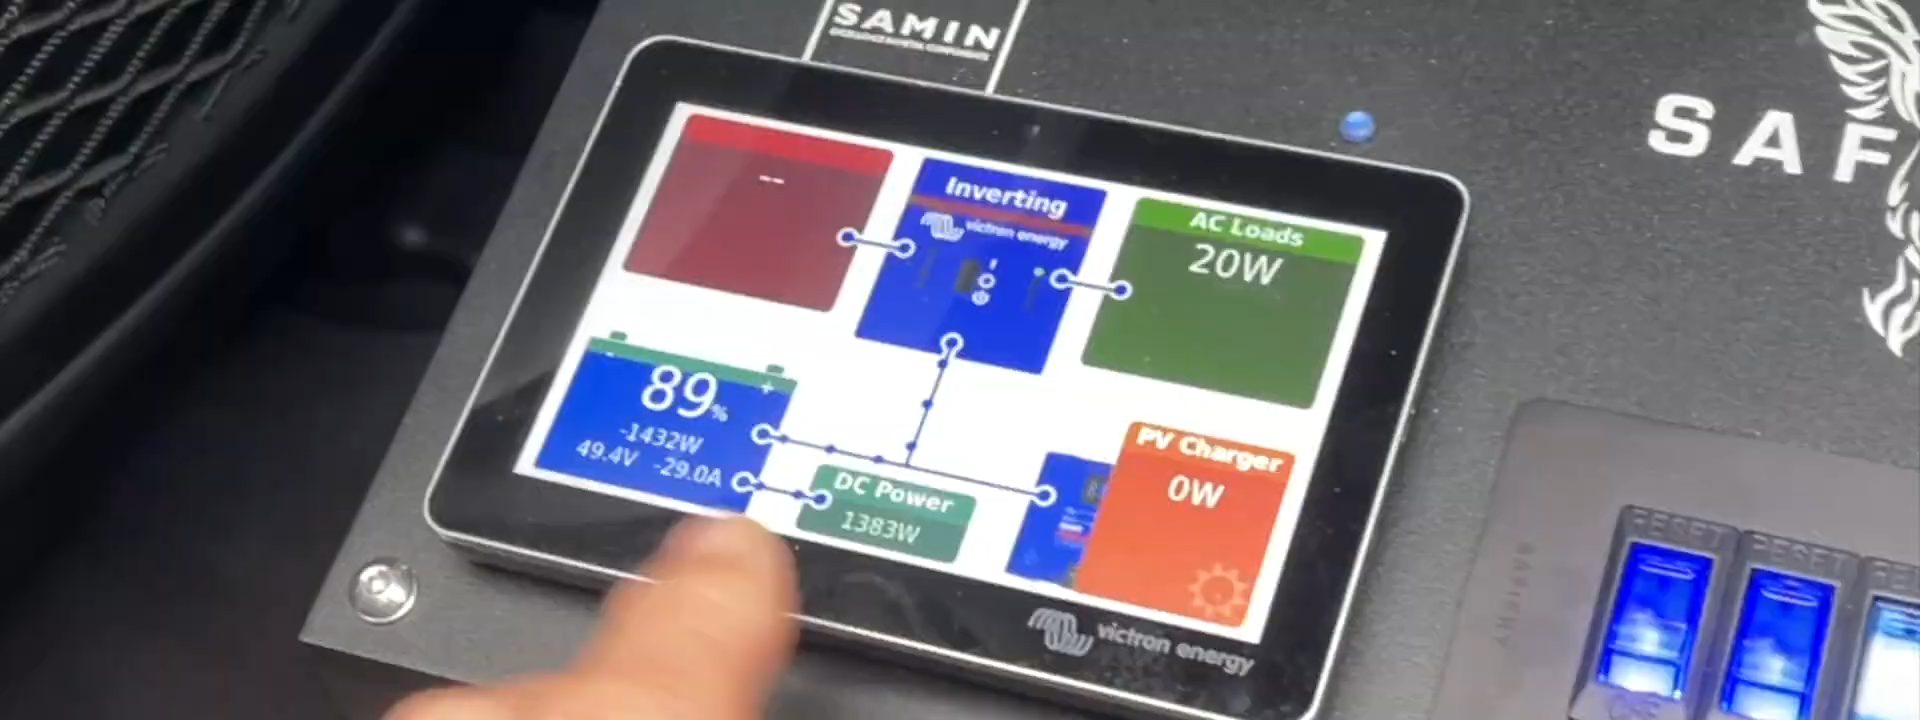 SAMIN
SAF
--
Inverting
victron energy
AC Loads
20W
89%
-1432W
49.4V -29.0A
DC Power
1383W
PV Charger
0W
victron energy
RESET
RESET